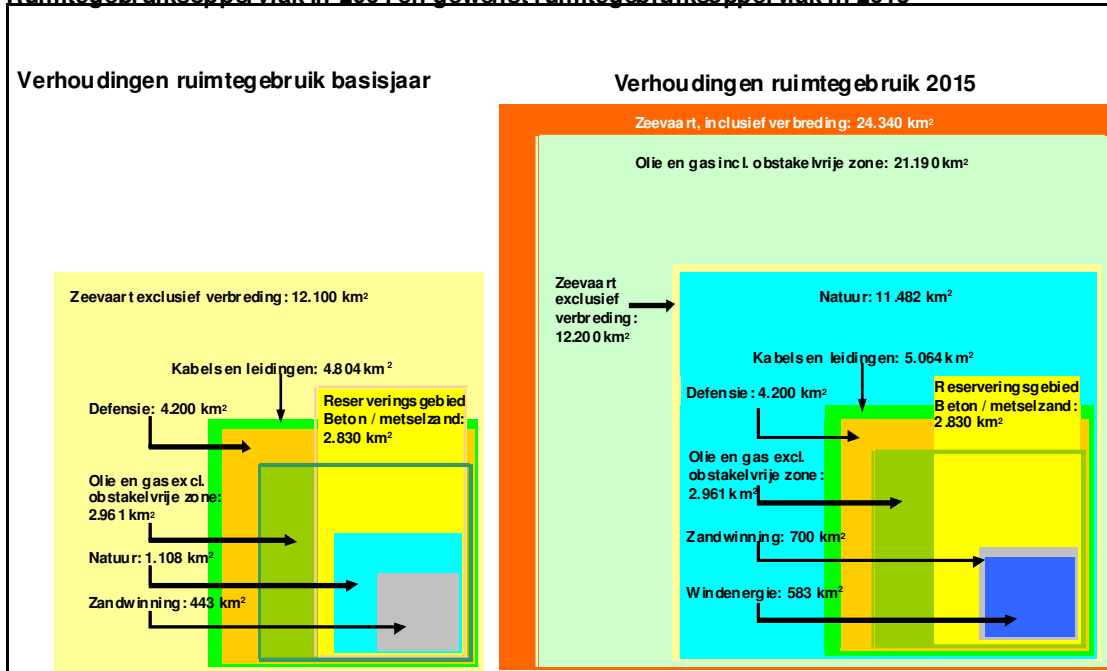 Verhoudingen ruimtegebruik basisjaar
Zeevaart exclusief verbreding: 12.100 km²
Kabels en leidingen: 4.804 km²
Defensie: 4.200 km²
Reserveringsgebied
Beton / metselzand:
2.830 km²
Olie en gas excl.
obstakelvrije zone:
2.961 km²
Natuur: 1.108 km²
Zandwinning: 443 km²
Verhoudingen ruimtegebruik 2015
Zeevaart, inclusief verbreding: 24.340 km²
Olie en gas incl. obstakelvrije zone: 21.190 km²
Zeevaart
exclusief
verbreding:
12.200 km²
Natuur: 11.482 km²
Kabels en leidingen: 5.064 km²
Defensie: 4.200 km²
Reserveringsgebied
Beton / metselzand:
2.830 km²
Olie en gas excl.
obstakelvrije zone:
2.961 km²
Zandwinning: 700 km²
Windenergie: 583 km²